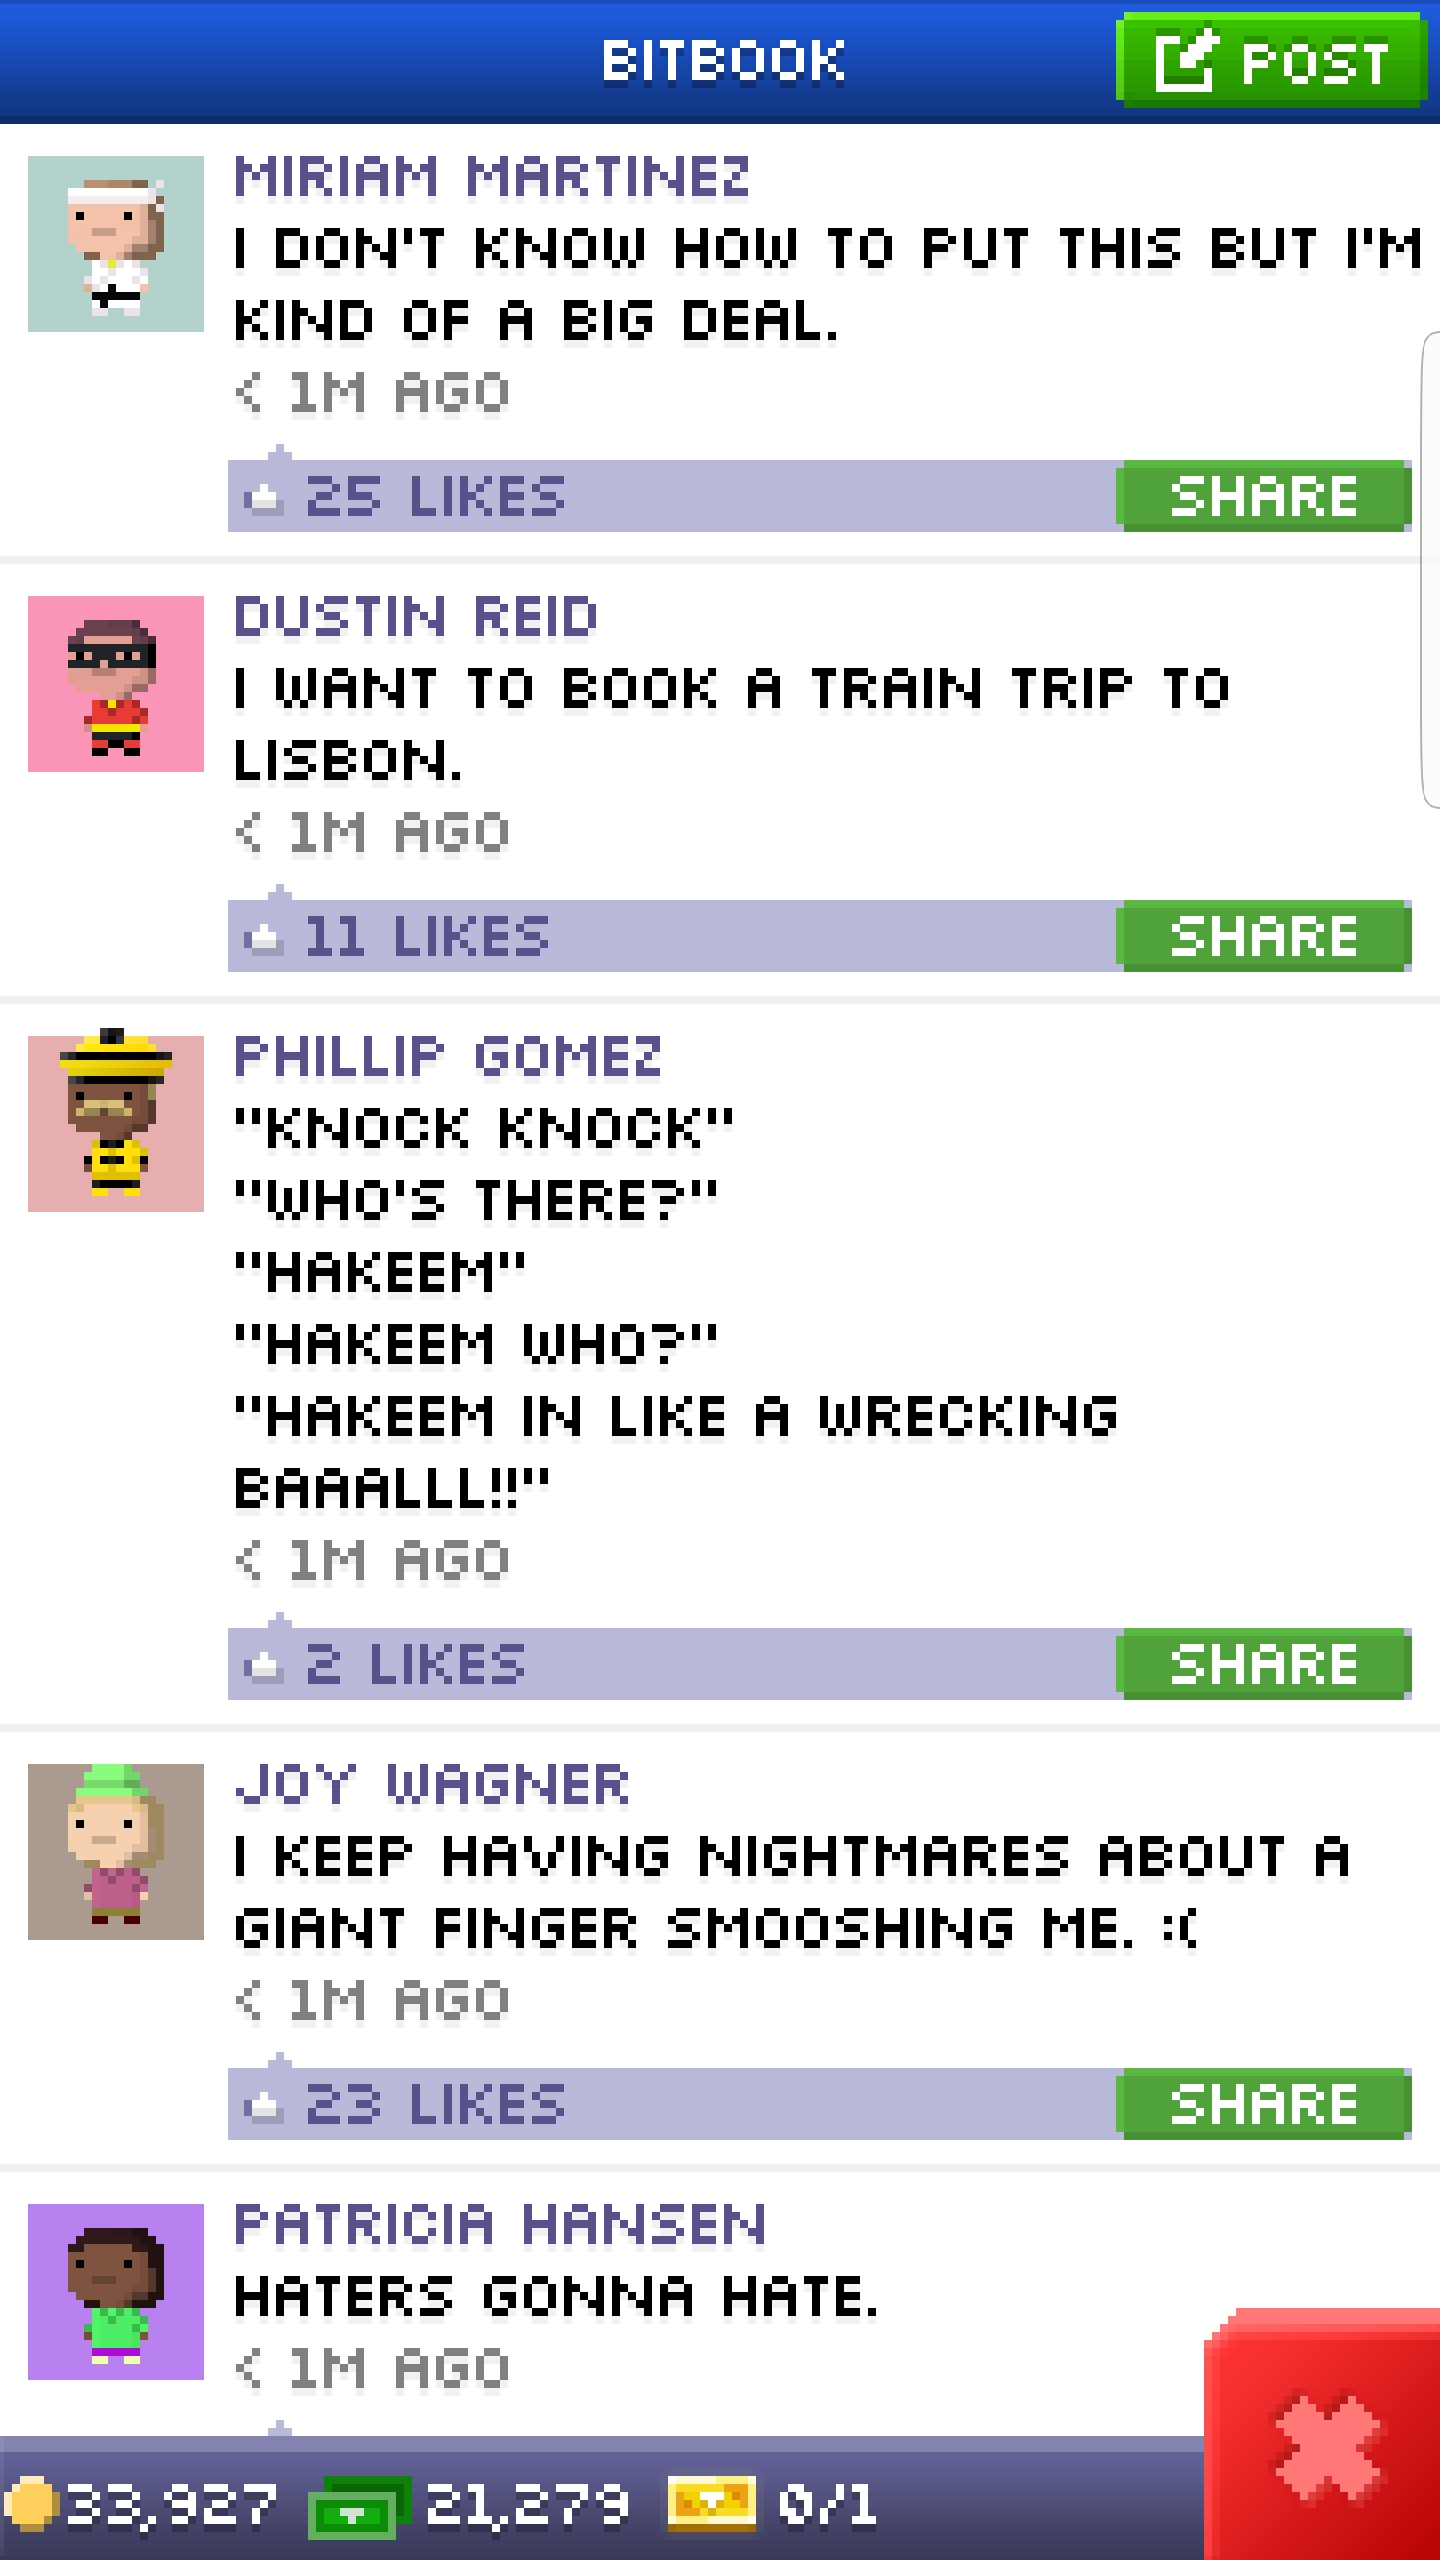 BITBOOK
POST
MIRIAM MARTINEZ
I DON'T KNOW HOW TO PUT THIS BUT I'M
KIND OF A BIG DEAL.
< 1M AGO
25 LIKES
SHARE
DUSTIN REID
I WANT TO BOOK A TRAIN TRIP TO
LISBON.
< 1M AGO
11 LIKES
SHARE
PHILLIP GOMEZ
"KNOCK KNOCK"
"WHO'S THERE?"
"HAKEEM"
"HAKEEM WHO?"
"HAKEEM IN LIKE A WRECKING
BAAALLL!!"
< 1M AGO
2 LIKES
SHARE
JOY WAGNER
I KEEP HAVING NIGHTMARES ABOUT A
GIANT FINGER SMOOSHING ME. :(
< 1M AGO
23 LIKES
SHARE
PATRICIA HANSEN
HATERS GONNA HATE.
< 1M AGO
33,927
21,279
0/1